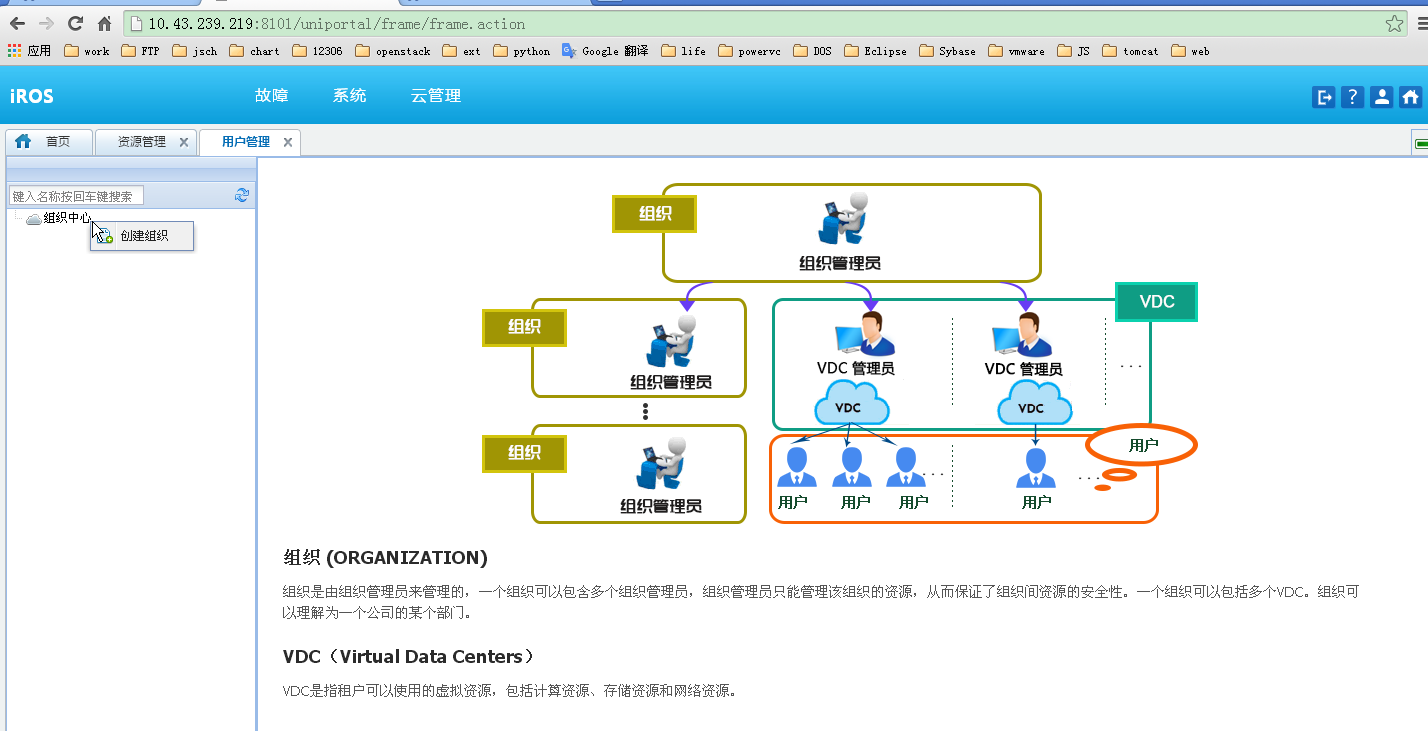 10.43.239.219:8101/uniportal/frame/frame.action
应用 work FTP jsch chart 12306 openstack ext python Google 翻译 life powervc DOS Eclipse Sybase vmware JS tomcat web
iROS 故障 系统 云管理
首页 资源管理 用户管理
键入名称按回车键搜索
组织中心
创建组织
组织
组织管理员
VDC
组织
组织管理员
VDC 管理员
VDC 管理员
...
VDC
VDC
组织
组织管理员
用户
用户
用户
用户
...
用户
...
组织 (ORGANIZATION)
组织是由组织管理员来管理的，一个组织可以包含多个组织管理员，组织管理员只能管理该组织的资源，从而保证了组织间资源的安全性。一个组织可以包括多个VDC。组织可
以理解为一个公司的某个部门。
VDC（Virtual Data Centers）
VDC是指租户可以使用的虚拟资源，包括计算资源、存储资源和网络资源。